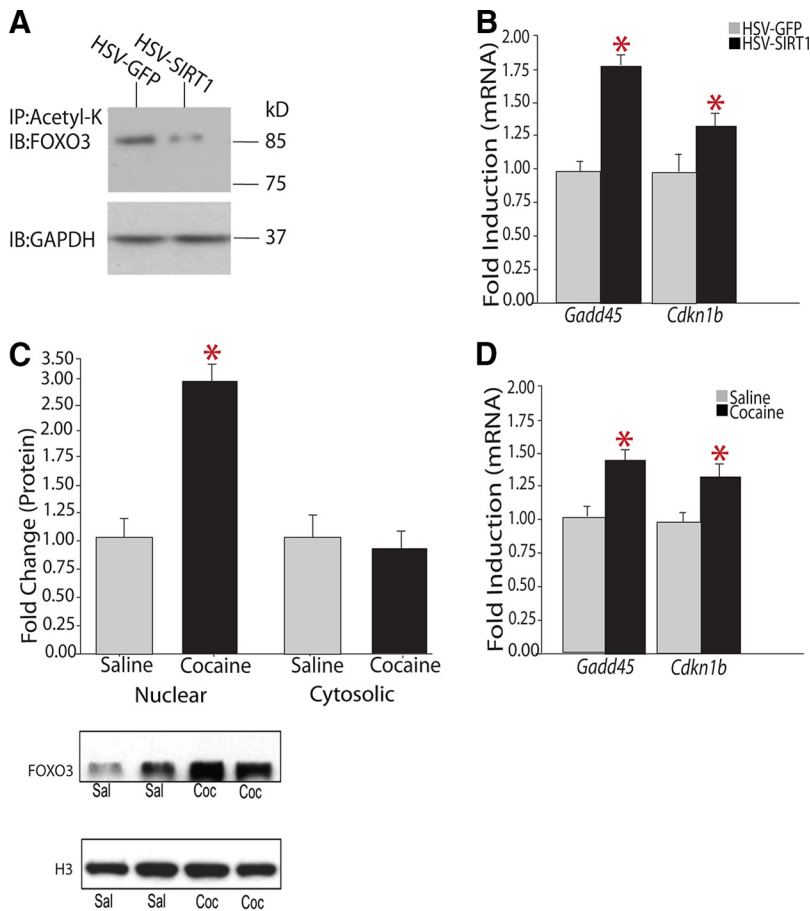 A
HSV-GFP
HSV-SIRT1
IP:Acetyl-K
IB:FOXO3
kD
85
75
IB:GAPDH
37
B
HSV-GFP
HSV-SIRT1
Fold Induction (mRNA)
2.00
1.75
1.50
1.25
1.00
0.75
0.50
0.25
0.00
*
*
Gadd45
Cdkn1b
C
Fold Change (Protein)
3.50
3.00
2.50
2.00
1.75
1.50
1.25
1.00
0.75
0.50
0.25
0.00
*
Saline
Cocaine
Saline
Cocaine
Nuclear
Cytosolic
FOXO3
Sal Sal Coc Coc
H3
Sal Sal Coc Coc
D
Saline
Cocaine
Fold Induction (mRNA)
2.00
1.75
1.50
1.25
1.00
0.75
0.50
0.25
0.00
*
*
Gadd45
Cdkn1b